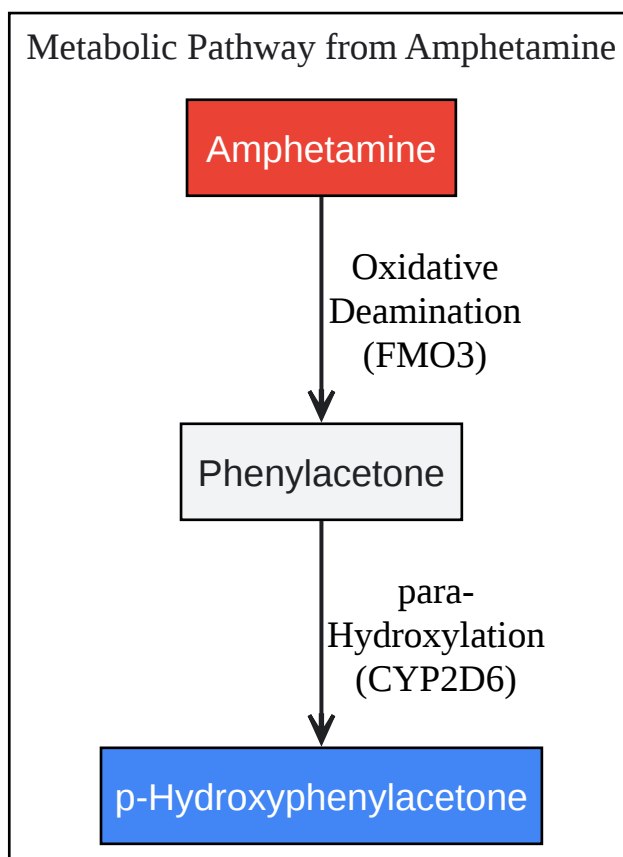 Metabolic Pathway from Amphetamine
Amphetamine
Oxidative
Deamination
(FMO3)
Phenylacetone
para-
Hydroxylation
(CYP2D6)
p-Hydroxyphenylacetone